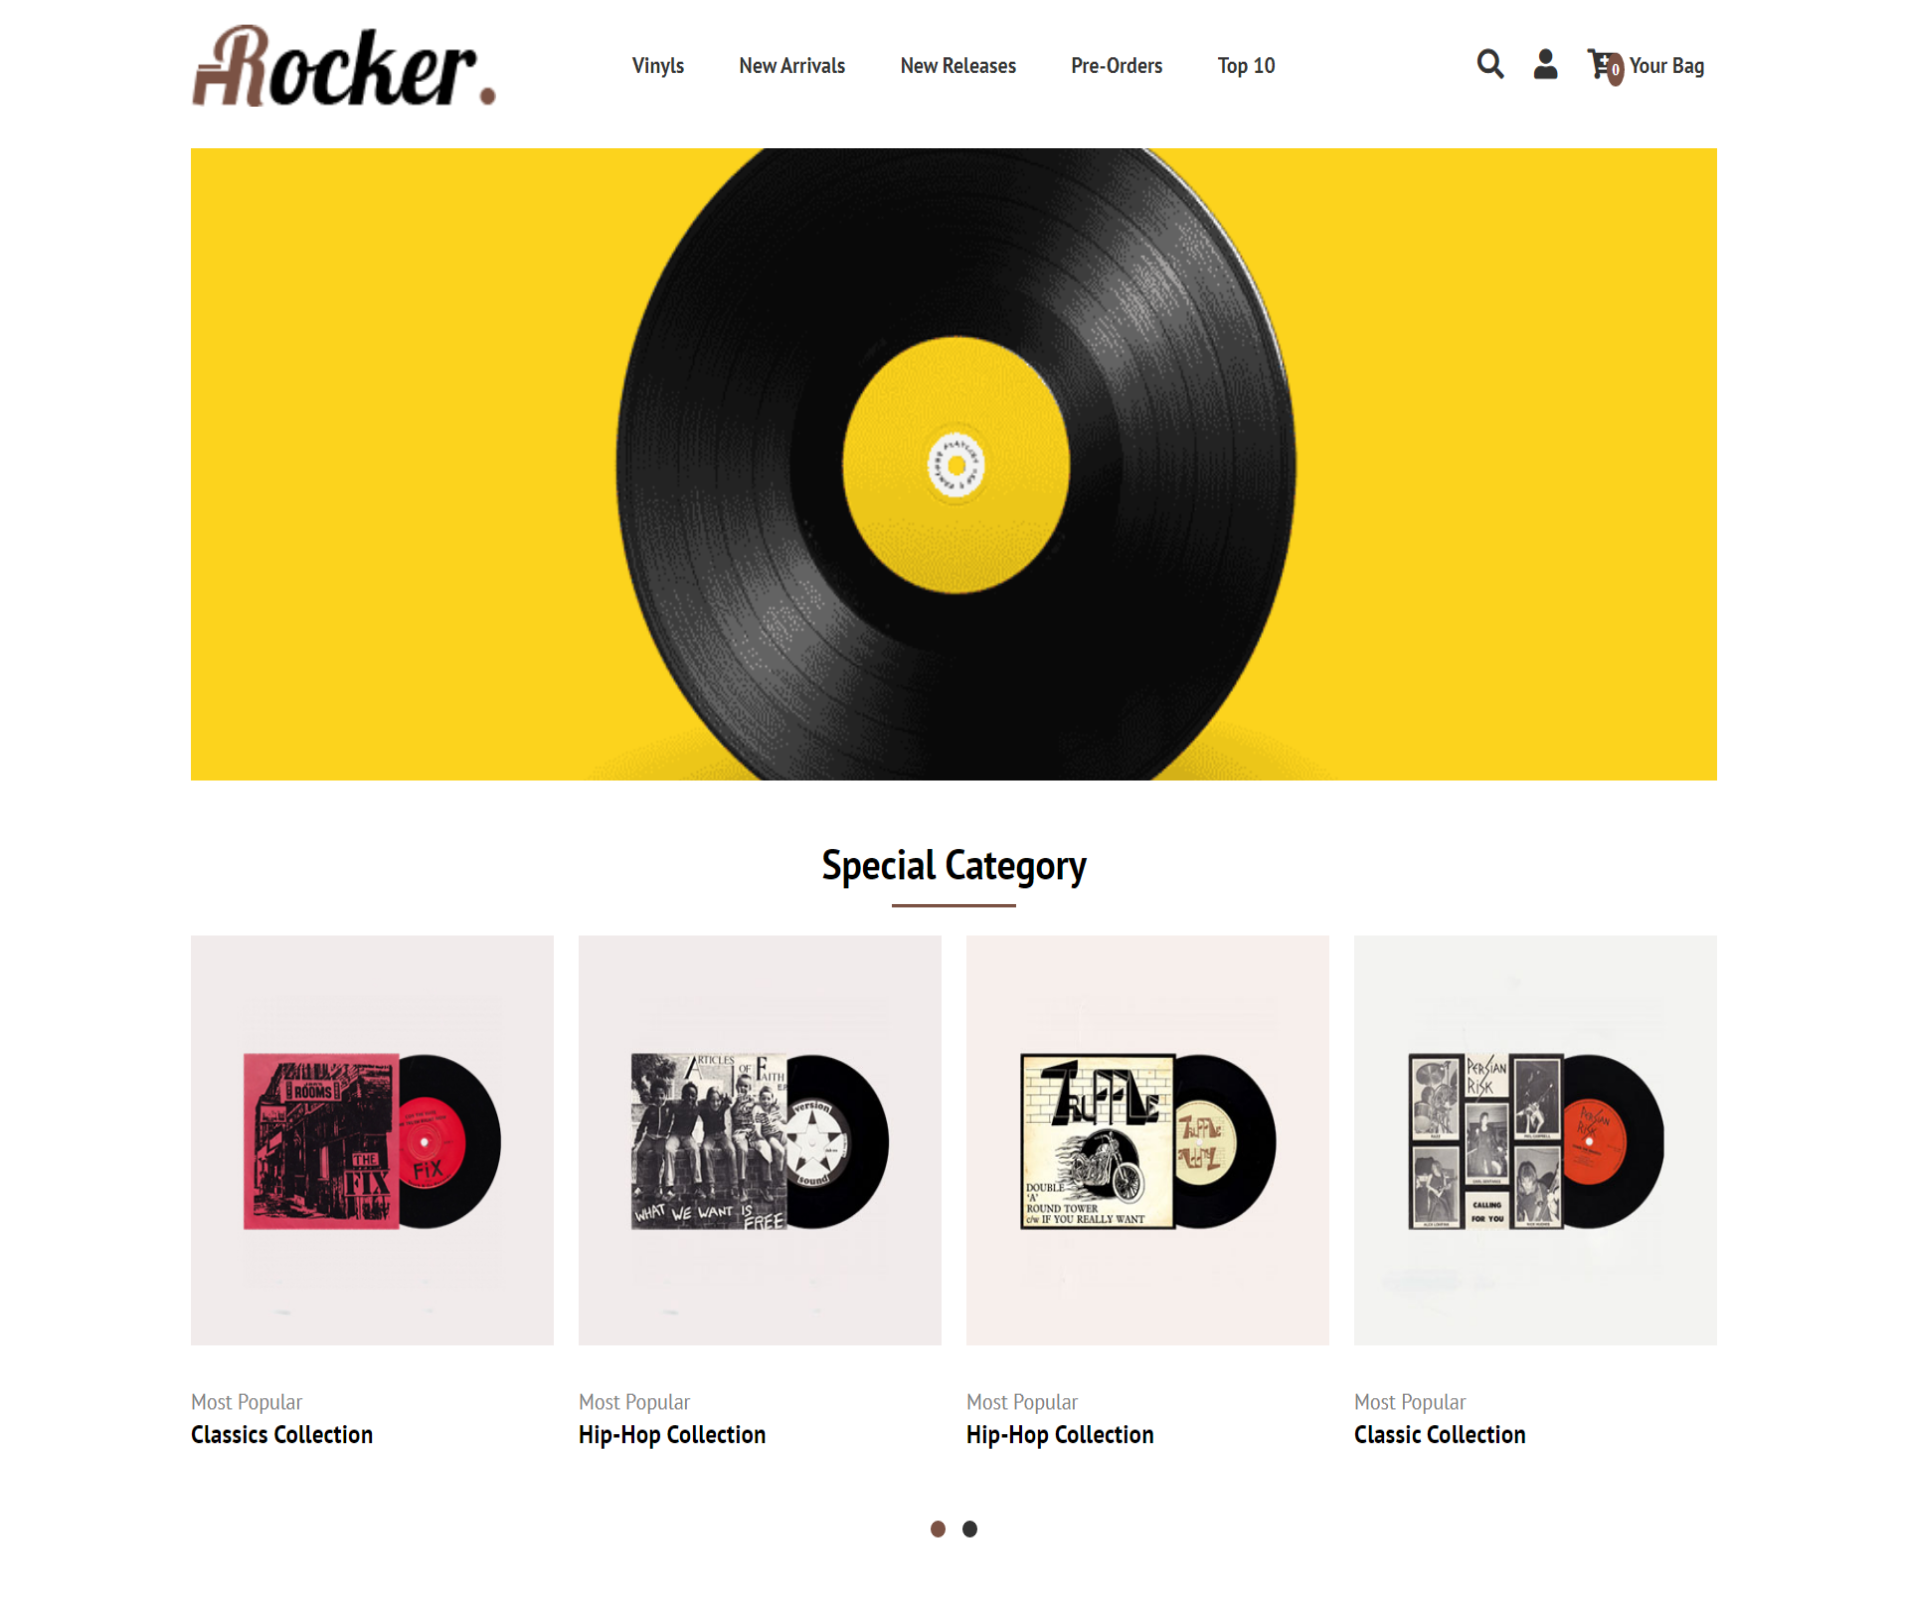 Rocker.
Vinyls
New Arrivals
New Releases
Pre-Orders
Top 10
0
Your Bag
Special Category
ROOMS
THE
FIX
FIX
ARTICLES
OF FAITH
WHAT WE WANT IS
FREE
version
sound
TRUFFLE
DOUBLE
'A'
ROUND TOWER
c/w IF YOU REALLY WANT
TRUFFLE
PERSIAN
RISK
CALLING
FOR YOU
PERSIAN
RISK
Most Popular
Classics Collection
Most Popular
Hip-Hop Collection
Most Popular
Hip-Hop Collection
Most Popular
Classic Collection